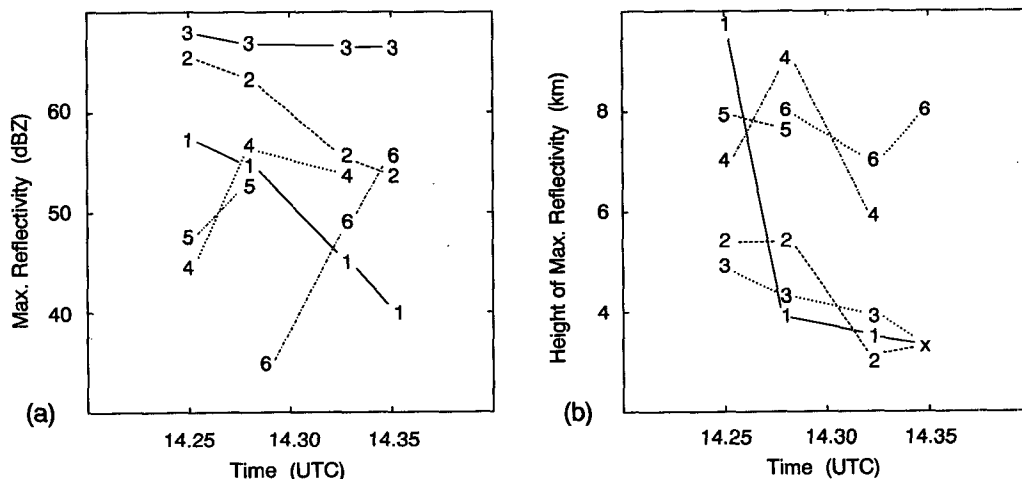 Max. Reflectivity (dBZ)
60
50
40
3 3 3 3
2 2 2 2
1 1 1 1
4 4 4
5 5
6 6 6
(a)
14.25 14.30 14.35
Time (UTC)
Height of Max. Reflectivity (km)
8
6
4
1 1 1
4 4 4
5 5
6 6 6
2 2 2
3 3 3
x
(b)
14.25 14.30 14.35
Time (UTC)